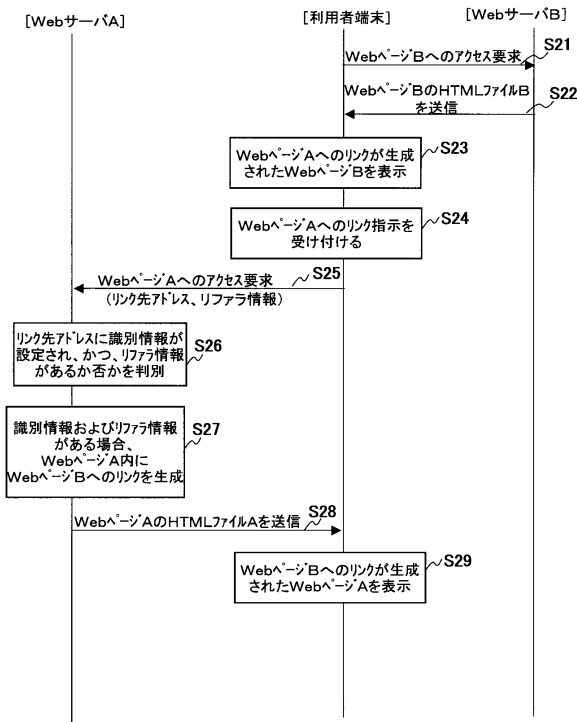 [WebサーバA]
[利用者端末]
[WebサーバB]
WebページBへのアクセス要求
S21
WebページBのHTMLファイルB
を送信
S22
WebページAへのリンクが生成
されたWebページBを表示
S23
WebページAへのリンク指示を
受け付ける
S24
WebページAへのアクセス要求
(リンク先アドレス、リファラ情報)
S25
リンク先アドレスに識別情報が
設定され、かつ、リファラ情報
があるか否かを判別
S26
識別情報およびリファラ情報
がある場合、
WebページA内に
WebページBへのリンクを生成
S27
WebページAのHTMLファイルAを送信
S28
WebページBへのリンクが生成
されたWebページAを表示
S29